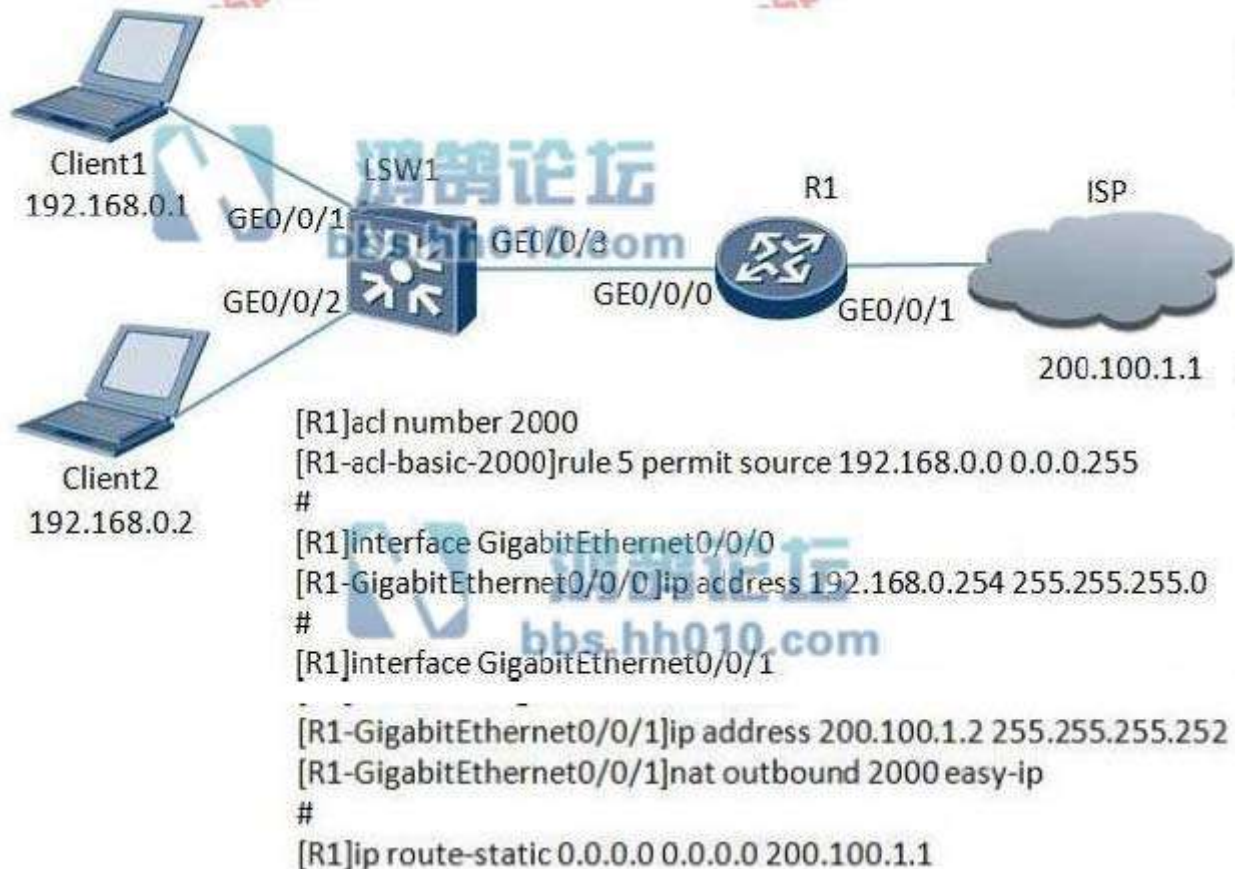 Client1
192.168.0.1
LSW1
GE0/0/1
GE0/0/3
GE0/0/2
R1
GE0/0/0
GE0/0/1
ISP
200.100.1.1
Client2
192.168.0.2
鸿鹄论坛
bbs.hh010.com
[R1]acl number 2000
[R1-acl-basic-2000]rule 5 permit source 192.168.0.0 0.0.0.255
#
[R1]interface GigabitEthernet0/0/0
[R1-GigabitEthernet0/0/0]ip address 192.168.0.254 255.255.255.0
#
[R1]interface GigabitEthernet0/0/1
鸿鹄论坛
bbs.hh010.com
[R1-GigabitEthernet0/0/1]ip address 200.100.1.2 255.255.255.252
[R1-GigabitEthernet0/0/1]nat outbound 2000 easy-ip
#
[R1]ip route-static 0.0.0.0 0.0.0.0 200.100.1.1